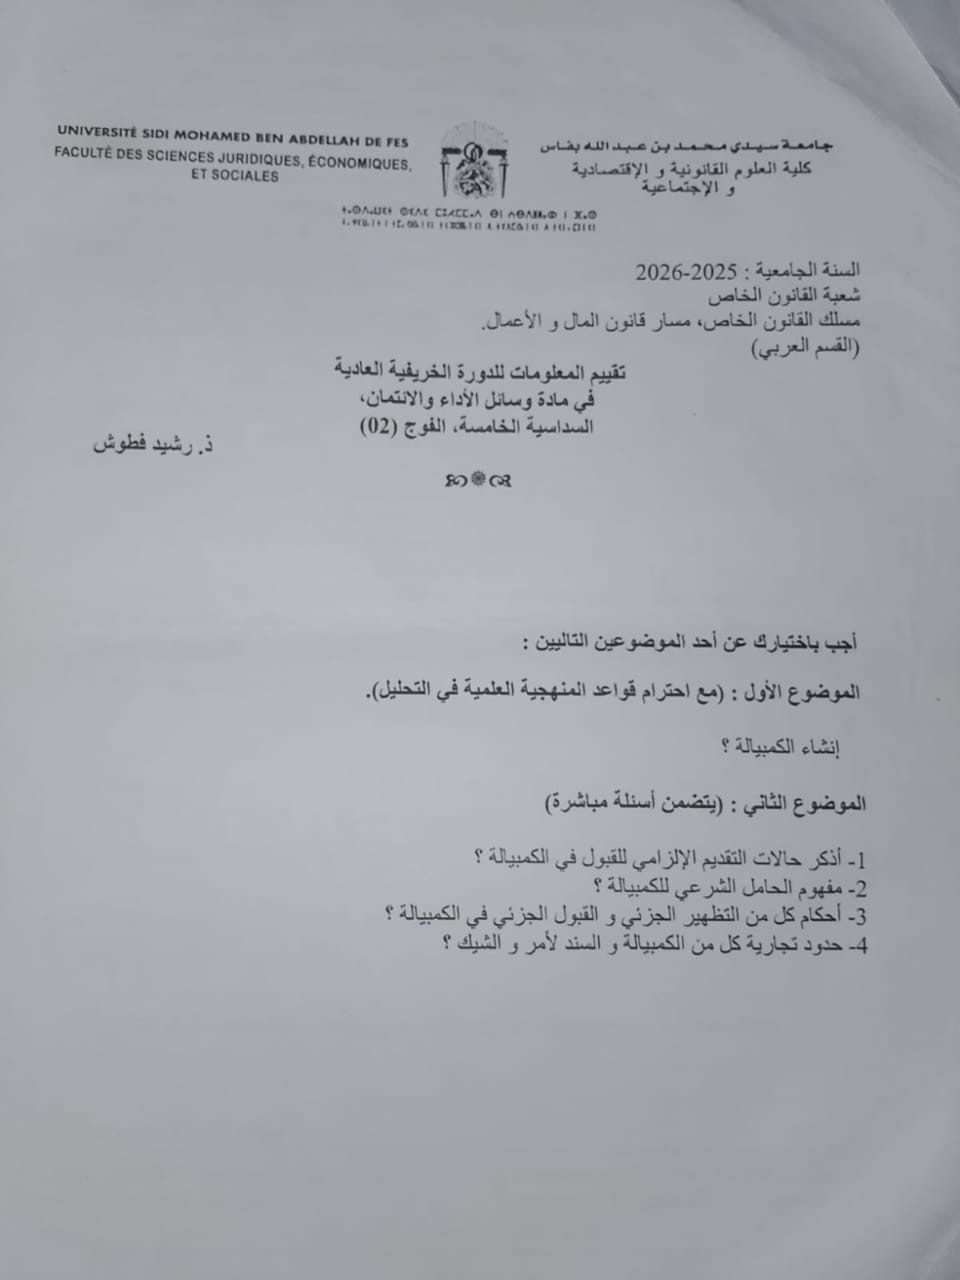 UNIVERSITÉ SIDI MOHAMED BEN ABDELLAH DE FES
FACULTÉ DES SCIENCES JURIDIQUES, ÉCONOMIQUES,
ET SOCIALES
جامعة سيدي محمد بن عبد الله بفاس
كلية العلوم القانونية و الإقتصادية
و الإجتماعية
السنة الجامعية : 2025-2026
شعبة القانون الخاص
مسلك القانون الخاص، مسار قانون المال و الأعمال.
(القسم العربي)
تقييم المعلومات للدورة الخريفية العادية
في مادة وسائل الأداء والائتمان،
السداسية الخامسة، الفوج (02)
ذ. رشيد فطوش
أجب باختيارك عن أحد الموضوعين التاليين :
الموضوع الأول : (مع احترام قواعد المنهجية العلمية في التحليل).
إنشاء الكمبيالة ؟
الموضوع الثاني : (يتضمن أسئلة مباشرة)
1- أذكر حالات التقديم الإلزامي للقبول في الكمبيالة ؟
2- مفهوم الحامل الشرعي للكمبيالة ؟
3- أحكام كل من التظهير الجزئي و القبول الجزئي في الكمبيالة ؟
4- حدود تجارية كل من الكمبيالة و السند لأمر و الشيك ؟